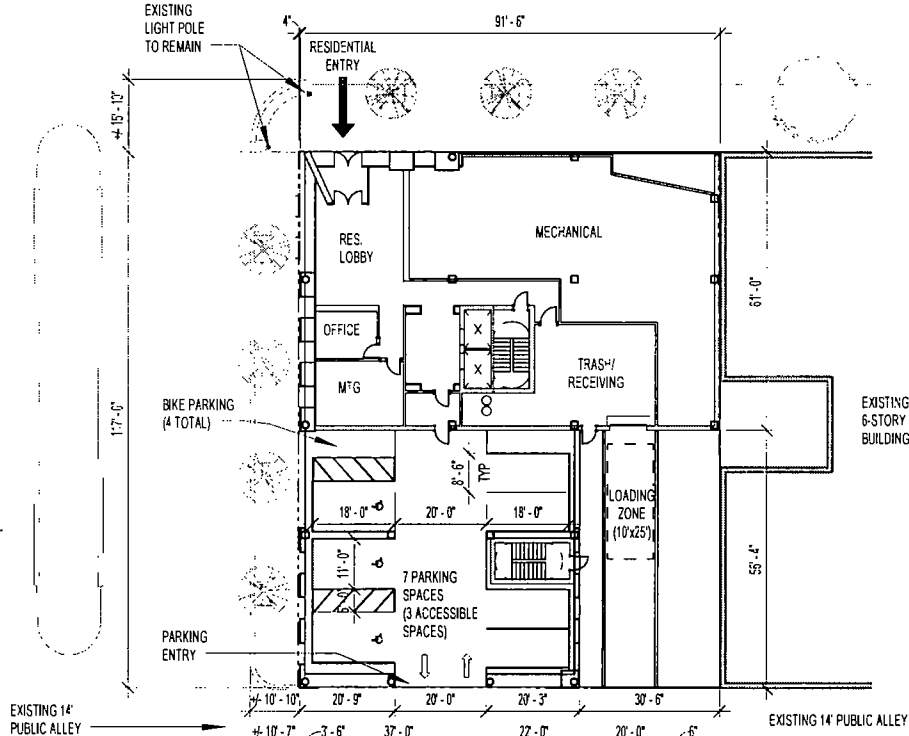 EXISTING
LIGHT POLE
TO REMAIN
4"
91'- 6"
RESIDENTIAL
ENTRY
+/- 15'- 10"
RES.
LOBBY
MECHANICAL
61'- 0"
OFFICE
X
X
MTG
TRASH/
RECEIVING
117'- 0"
BIKE PARKING
(4 TOTAL)
EXISTING
6-STORY
BUILDING
8'- 6"
TYP
18'- 0"
20'- 0"
18'- 0"
LOADING
ZONE
(10'x25')
11'- 0"
5'- 0"
7 PARKING
SPACES
(3 ACCESSIBLE
SPACES)
PARKING
ENTRY
+/- 10'- 10"
20'- 9"
20'- 0"
20'- 3"
30'- 6"
EXISTING 14'
PUBLIC ALLEY
EXISTING 14' PUBLIC ALLEY
+/- 10'- 7"
3'- 6"
37'- 0"
22'- 0"
20'- 0"
6"